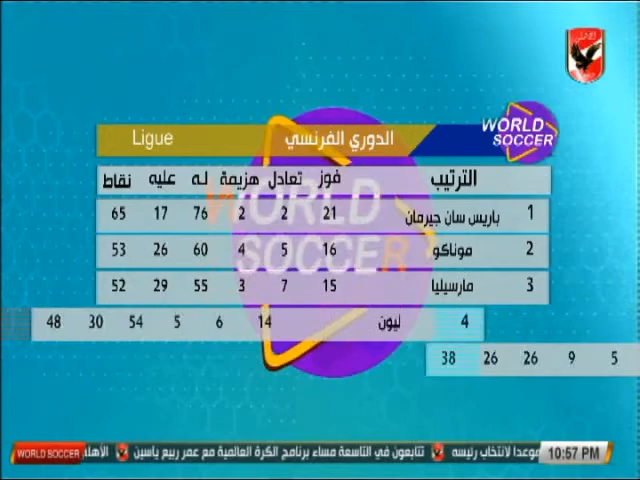 الأهلي
WORLD SOCCER
الدوري الفرنسي Ligue
الترتيب فوز تعادل هزيمة له عليه نقاط
1 باريس سان جيرمان 21 2 2 76 17 65
2 موناكو 16 5 4 60 26 53
3 مارسيليا 15 7 3 55 29 52
4 ليون 14 6 5 54 30 48
5 9 26 26 38
WORLD SOCCER
10:57 PM موعدا لانتخاب رئيسه تتابعون في التاسعة مساء برنامج الكرة العالمية مع عمر ربيع ياسين الأهلي WORLD SOCCER